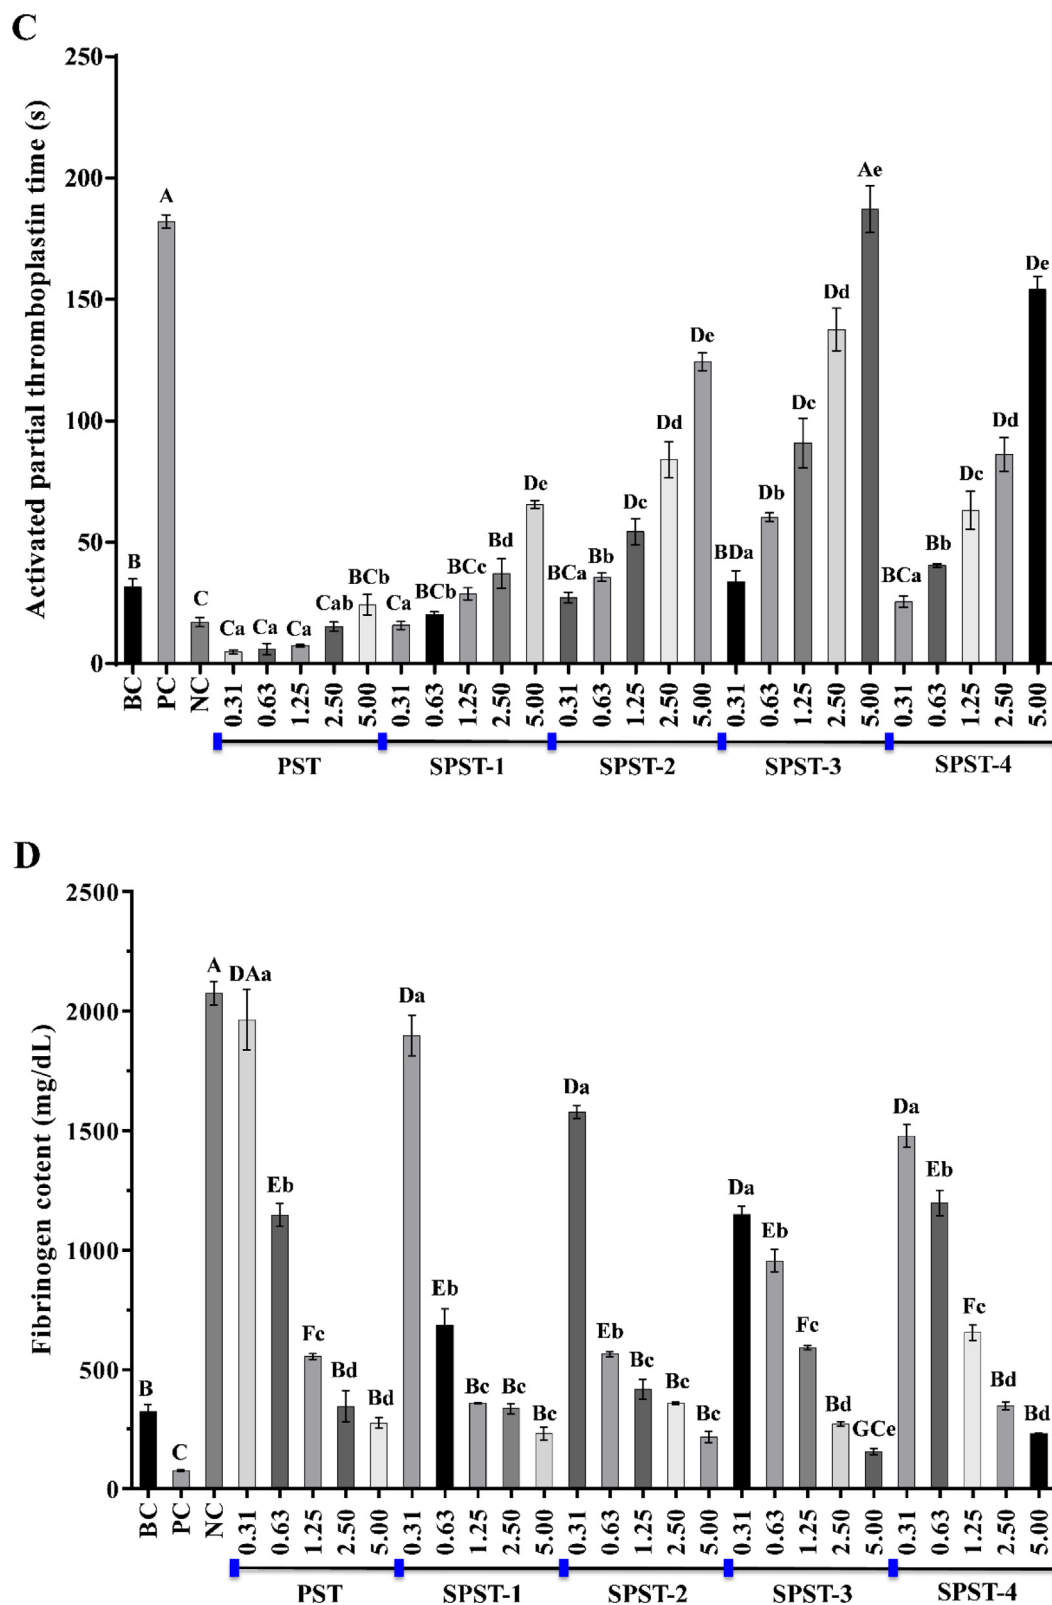 C
Activated partial thromboplastin time (s)
250
200
150
100
50
0
B
A
C
Ca
Ca
Ca
Cab
BCb
Ca
BCb
BCc
Bd
De
BCa
Bb
Dc
Dd
De
BDa
Db
Dc
Dd
Ae
BCa
Bb
Dc
Dd
De
BC
PC
NC
0.31
0.63
1.25
2.50
5.00
0.31
0.63
1.25
2.50
5.00
0.31
0.63
1.25
2.50
5.00
0.31
0.63
1.25
2.50
5.00
0.31
0.63
1.25
2.50
5.00
PST
SPST-1
SPST-2
SPST-3
SPST-4
D
Fibrinogen cotent (mg/dL)
2500
2000
1500
1000
500
0
B
C
A
DAa
Eb
Fc
Bd
Bd
Da
Eb
Bc
Bc
Bc
Da
Eb
Bc
Bc
Bc
Da
Eb
Fc
Bd
GCe
Da
Eb
Fc
Bd
Bd
BC
PC
NC
0.31
0.63
1.25
2.50
5.00
0.31
0.63
1.25
2.50
5.00
0.31
0.63
1.25
2.50
5.00
0.31
0.63
1.25
2.50
5.00
0.31
0.63
1.25
2.50
5.00
PST
SPST-1
SPST-2
SPST-3
SPST-4